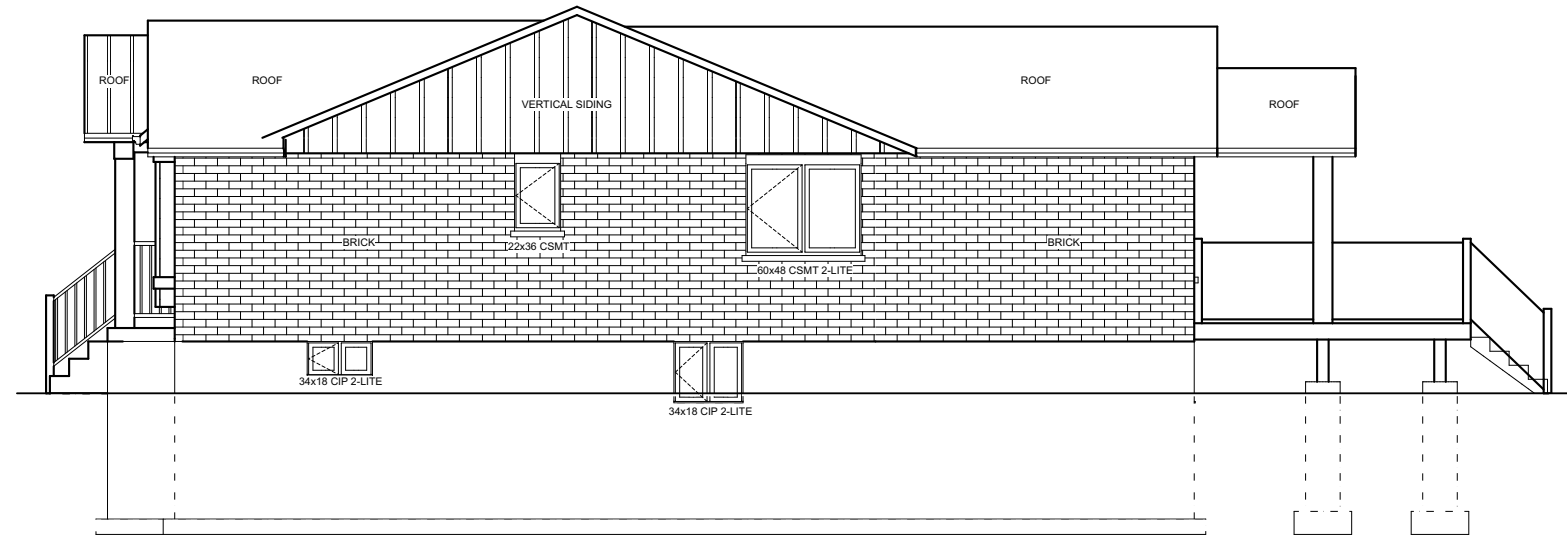 ROOF
ROOF
ROOF
ROOF
VERTICAL SIDING
BRICK
22x36 CSMT
BRICK
60x48 CSMT 2-LITE
34x18 CIP 2-LITE
34x18 CIP 2-LITE